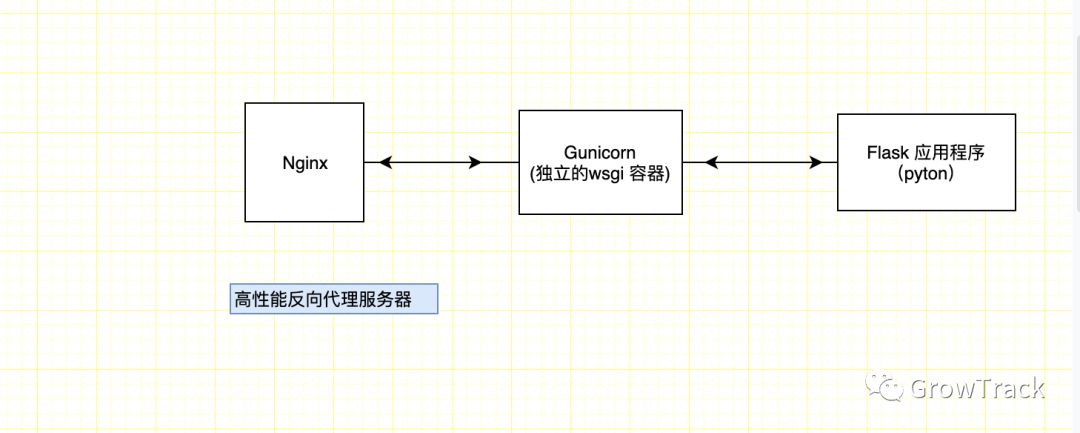 Nginx
Gunicorn
(独立的wsgi 容器)
Flask 应用程序
（pyton）
高性能反向代理服务器
GrowTrack